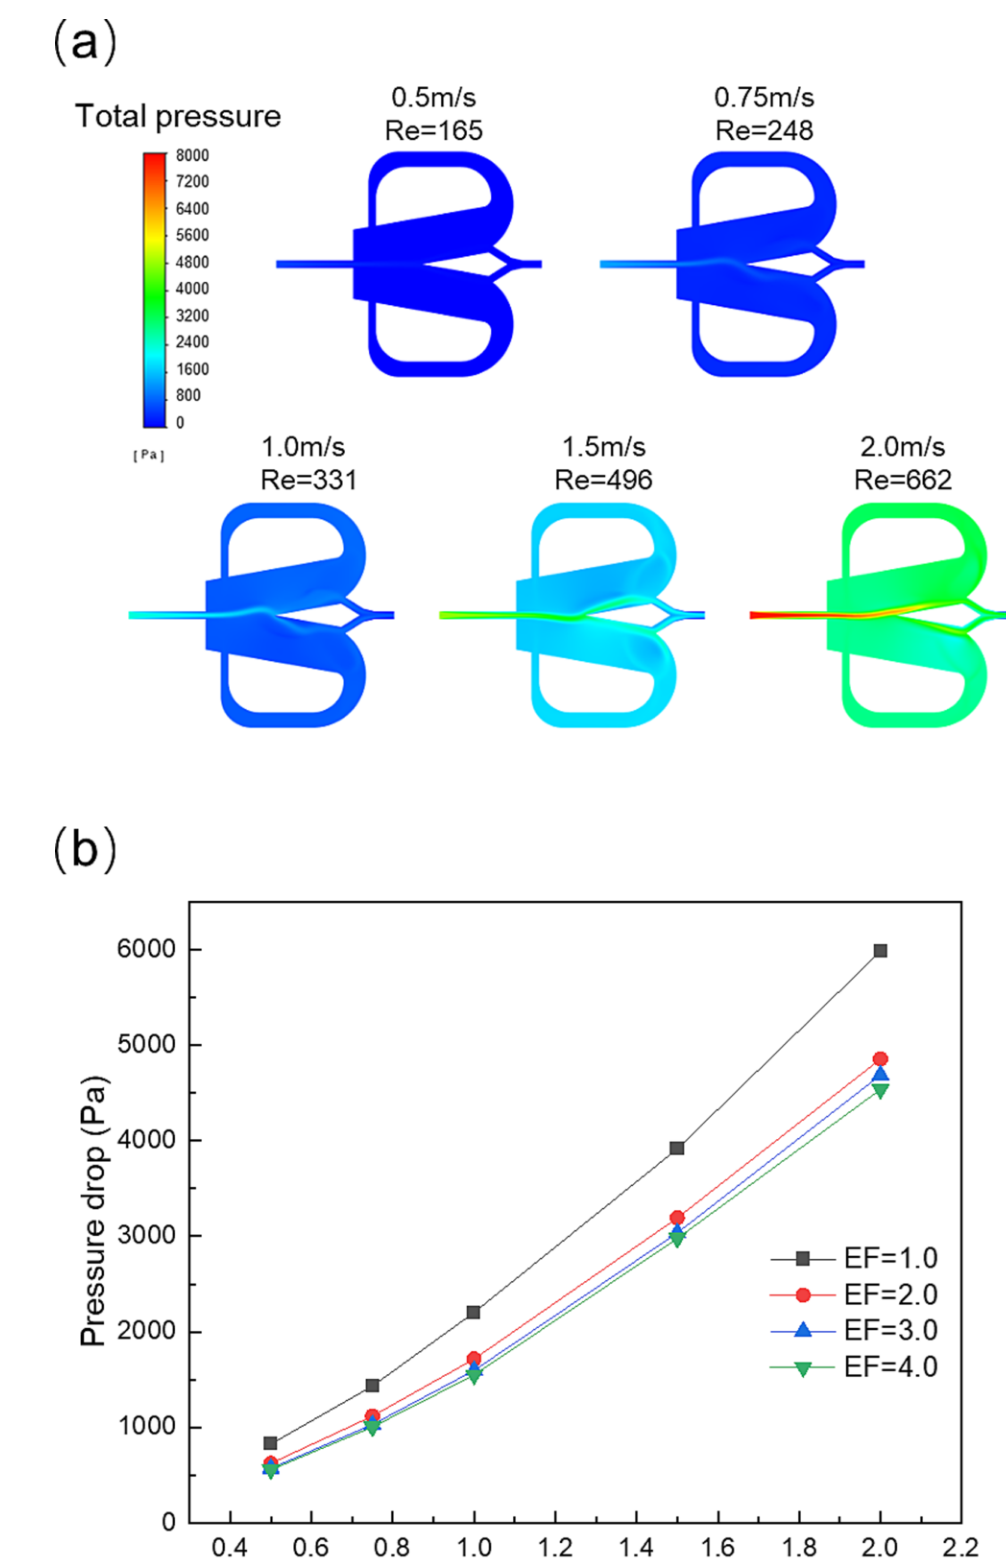 (a)
Total pressure
8000
7200
6400
5600
4800
4000
3200
2400
1600
800
0
[ Pa ]
0.5m/s
Re=165
0.75m/s
Re=248
1.0m/s
Re=331
1.5m/s
Re=496
2.0m/s
Re=662
(b)
Pressure drop (Pa)
6000
5000
4000
3000
2000
1000
0
EF=1.0
EF=2.0
EF=3.0
EF=4.0
0.4 0.6 0.8 1.0 1.2 1.4 1.6 1.8 2.0 2.2